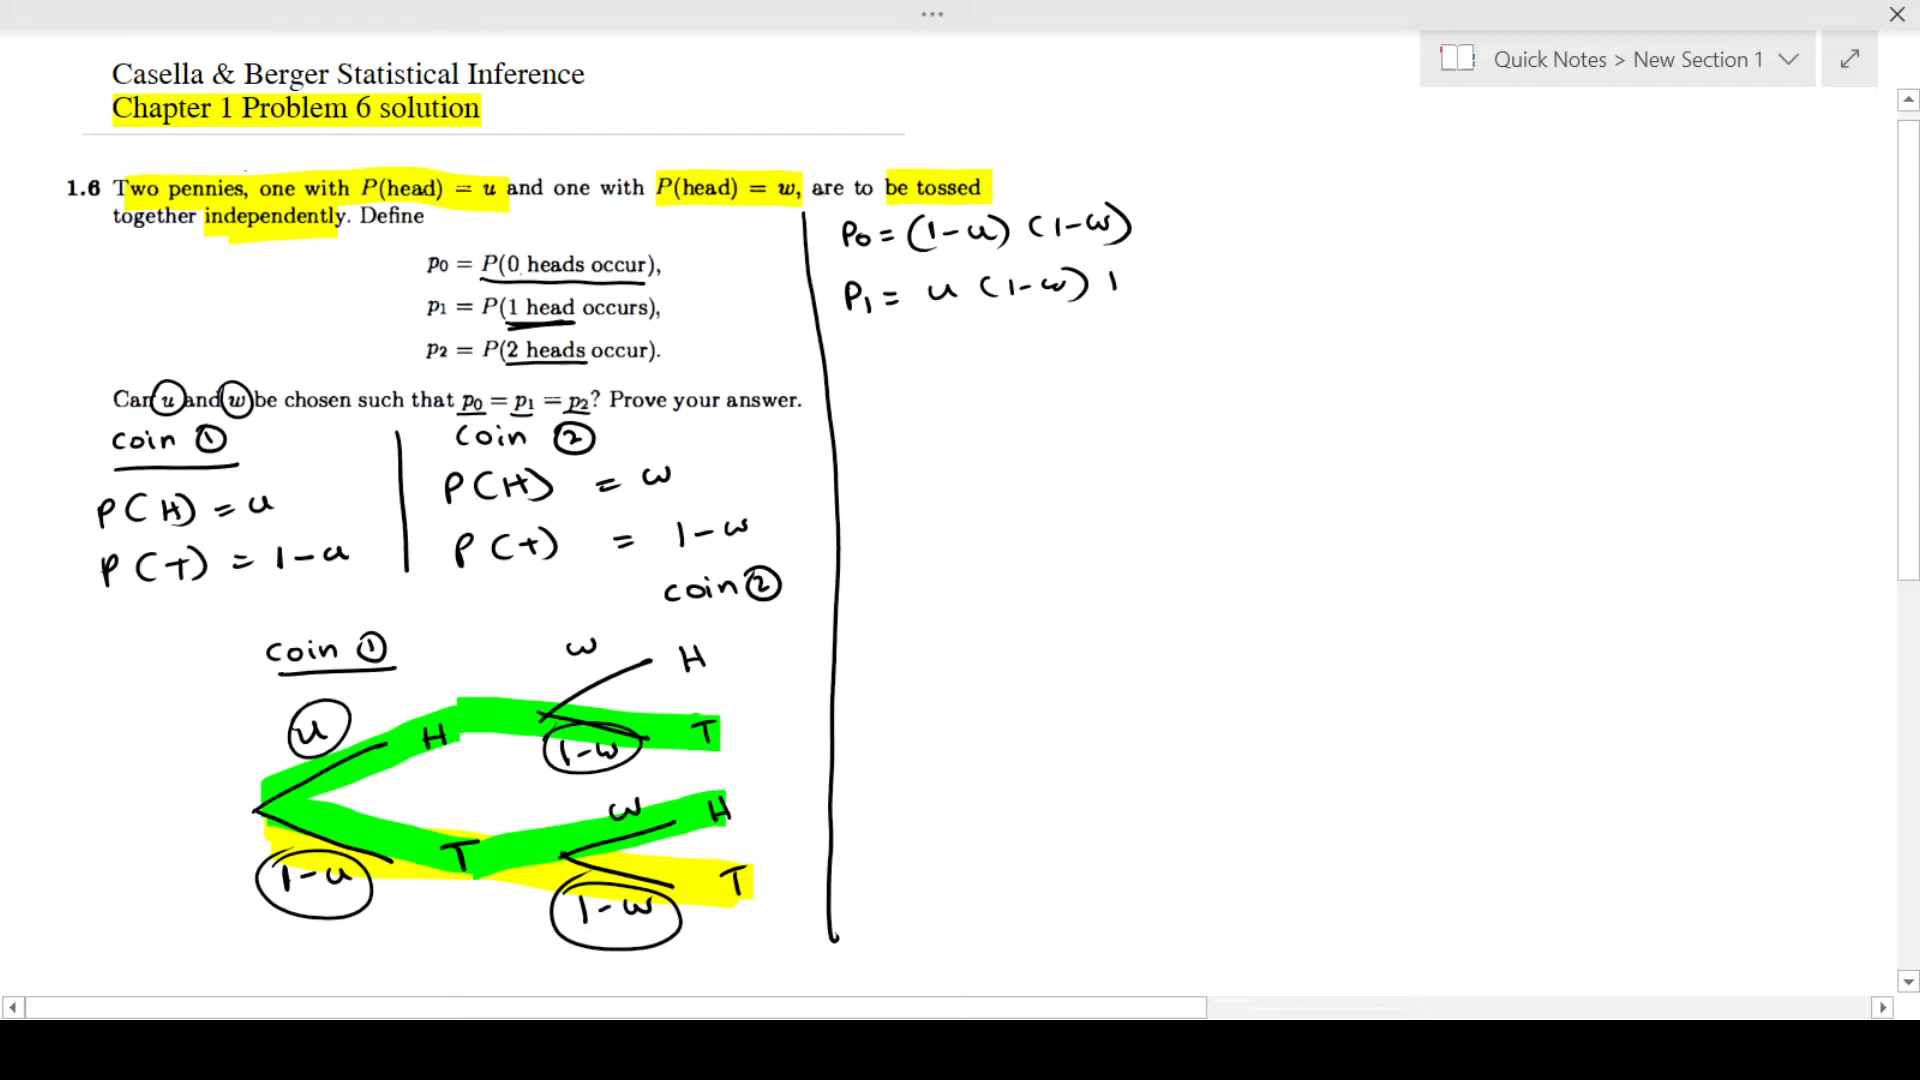 Quick Notes > New Section 1
Casella & Berger Statistical Inference
Chapter 1 Problem 6 solution
1.6 Two pennies, one with P(head) = u and one with P(head) = w, are to be tossed
together independently. Define
p0 = P(0 heads occur),
p1 = P(1 head occurs),
p2 = P(2 heads occur).
Can u and w be chosen such that p0 = p1 = p2? Prove your answer.
coin ①
P(H) = u
P(T) = 1-u
coin ②
P(H) = w
P(T) = 1-w
coin ①
coin ②
u
H
w
H
1-w
T
1-u
T
w
H
1-w
T
P0 = (1-u) (1-w)
P1 = u (1-w) 1